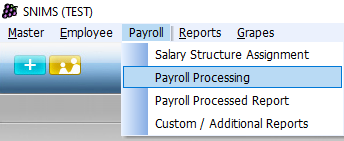 SNIMS (TEST)
Master Employee Payroll Reports Grapes
Salary Structure Assignment
Payroll Processing
Payroll Processed Report
Custom / Additional Reports